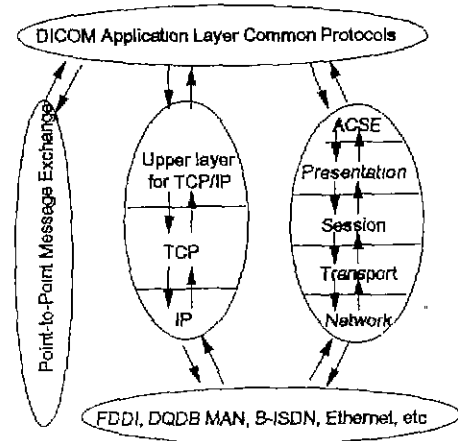 DICOM Application Layer Common Protocols
Point-to-Point Message Exchange
Upper layer
for TCP/IP
TCP
IP
ACSE
Presentation
Session
Transport
Network
FDDI, DQDB MAN, B-ISDN, Ethernet, etc